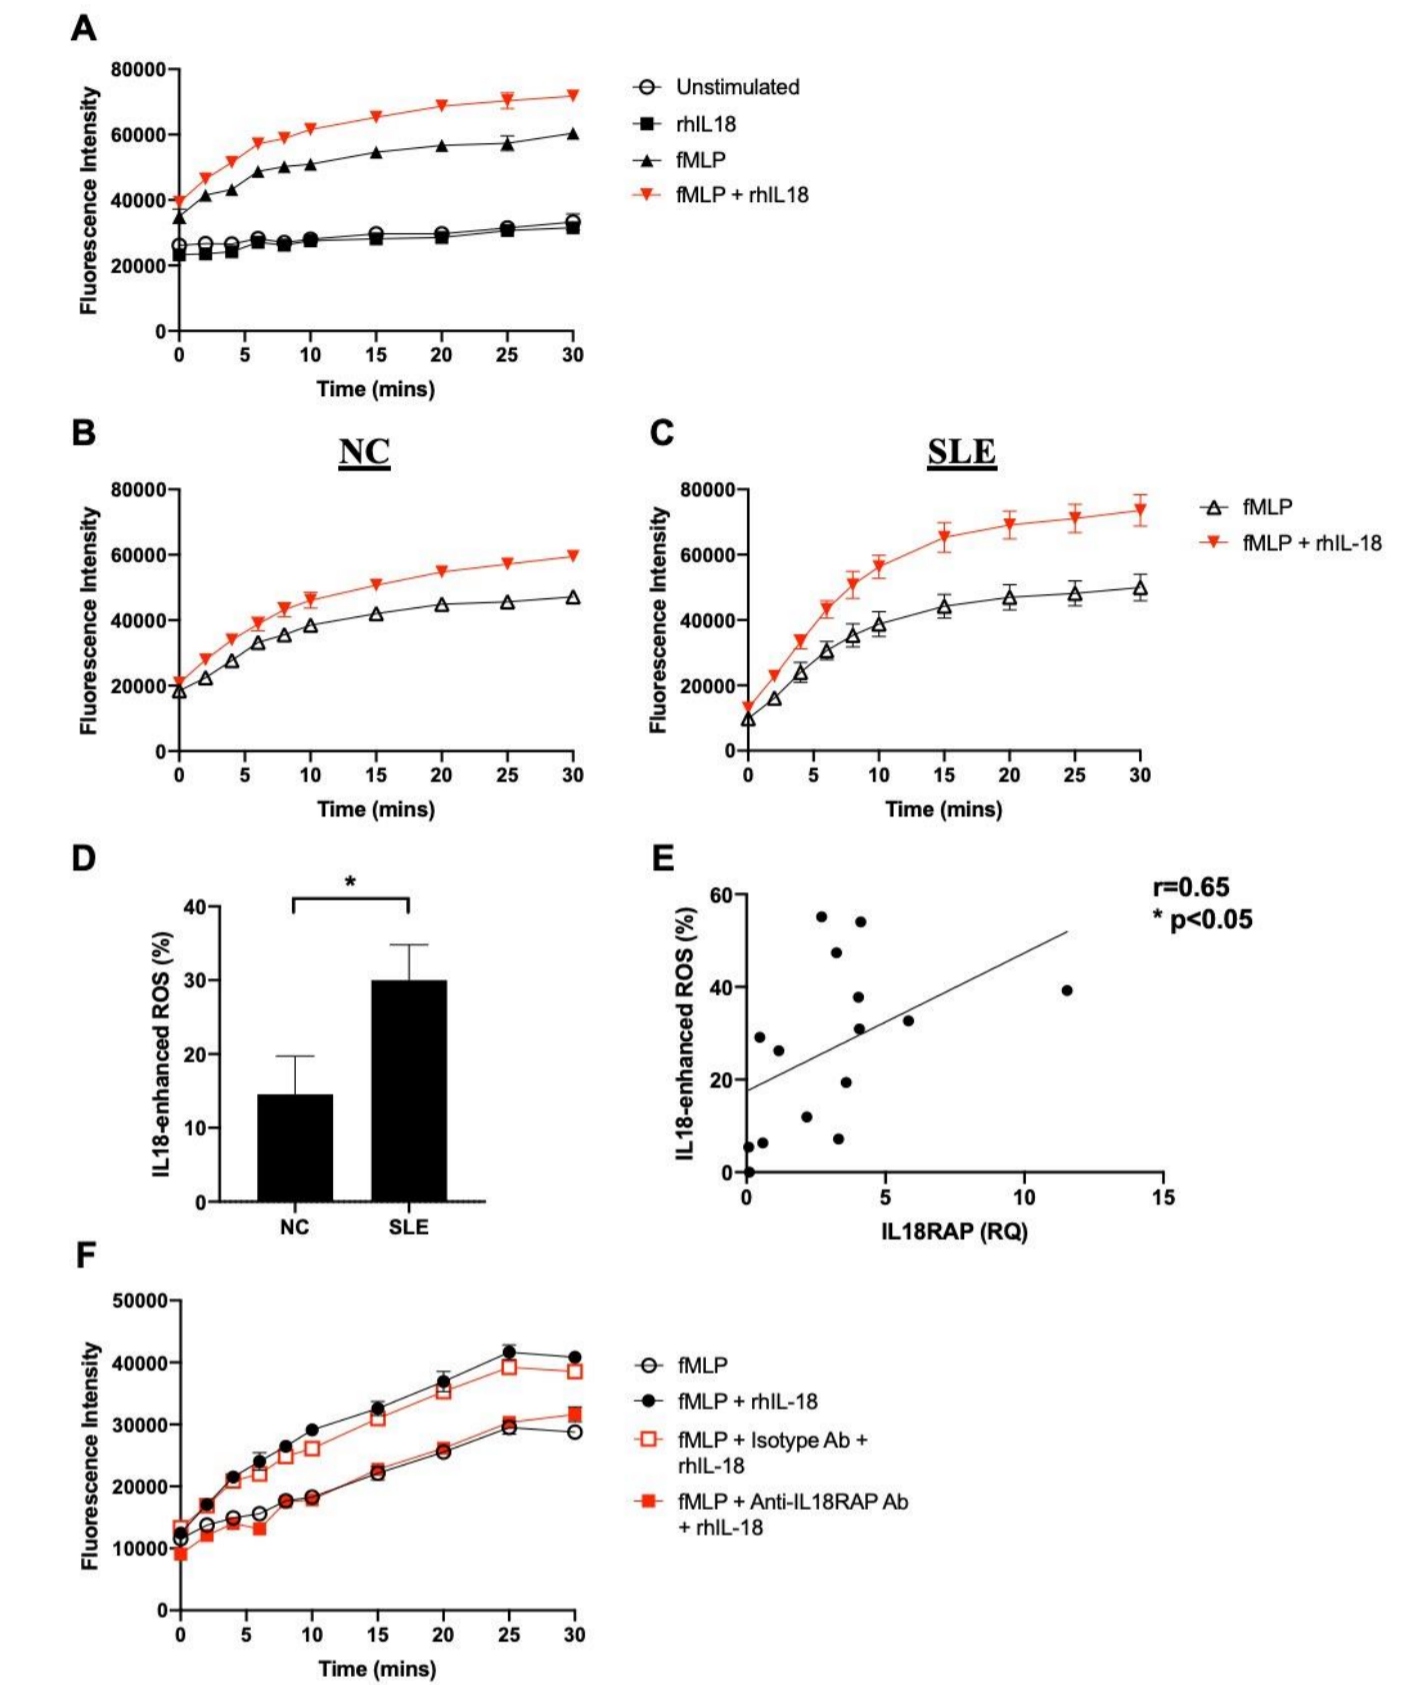 A
Fluorescence Intensity
80000
60000
40000
20000
0
0 5 10 15 20 25 30
Time (mins)
Unstimulated
rhIL18
fMLP
fMLP + rhIL18
B
NC
Fluorescence Intensity
80000
60000
40000
20000
0
0 5 10 15 20 25 30
Time (mins)
C
SLE
Fluorescence Intensity
80000
60000
40000
20000
0
0 5 10 15 20 25 30
Time (mins)
fMLP
fMLP + rhIL-18
D
IL18-enhanced ROS (%)
40
30
20
10
0
*
NC SLE
E
IL18-enhanced ROS (%)
60
40
20
0
0 5 10 15
IL18RAP (RQ)
r=0.65
* p<0.05
F
Fluorescence Intensity
50000
40000
30000
20000
10000
0
0 5 10 15 20 25 30
Time (mins)
fMLP
fMLP + rhIL-18
fMLP + Isotype Ab +
rhIL-18
fMLP + Anti-IL18RAP Ab
+ rhIL-18